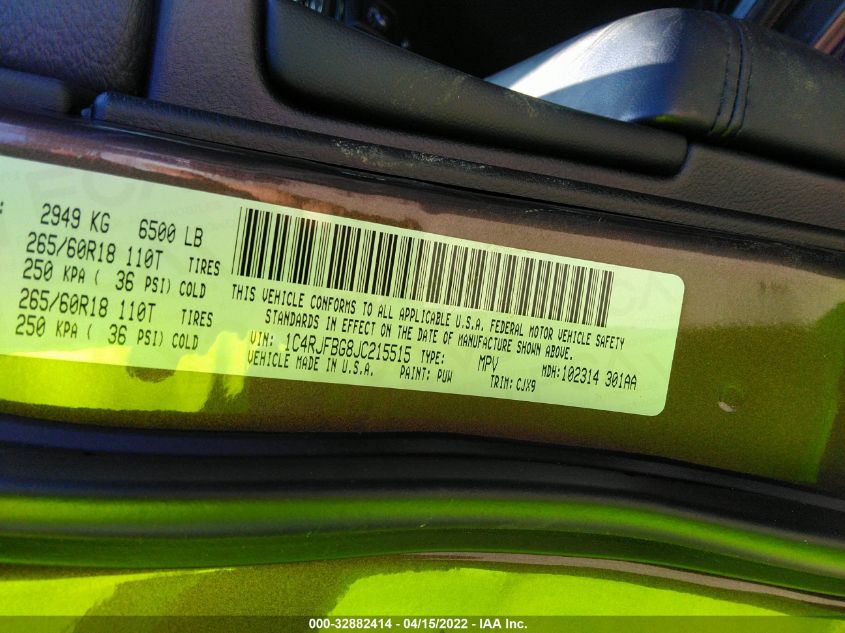 2949 KG 6500 LB
265/60R18 110T TIRES
250 KPA ( 36 PSI) COLD
265/60R18 110T TIRES
250 KPA ( 36 PSI) COLD
THIS VEHICLE CONFORMS TO ALL APPLICABLE U.S.A. FEDERAL MOTOR VEHICLE SAFETY
STANDARDS IN EFFECT ON THE DATE OF MANUFACTURE SHOWN ABOVE.
VIN: 1C4RJFBG8JC215515 TYPE: MPV MDH:102314 301AA
VEHICLE MADE IN U.S.A. PAINT: PUW TRIM: CJX9
000-32882414 - 04/15/2022 - IAA Inc.